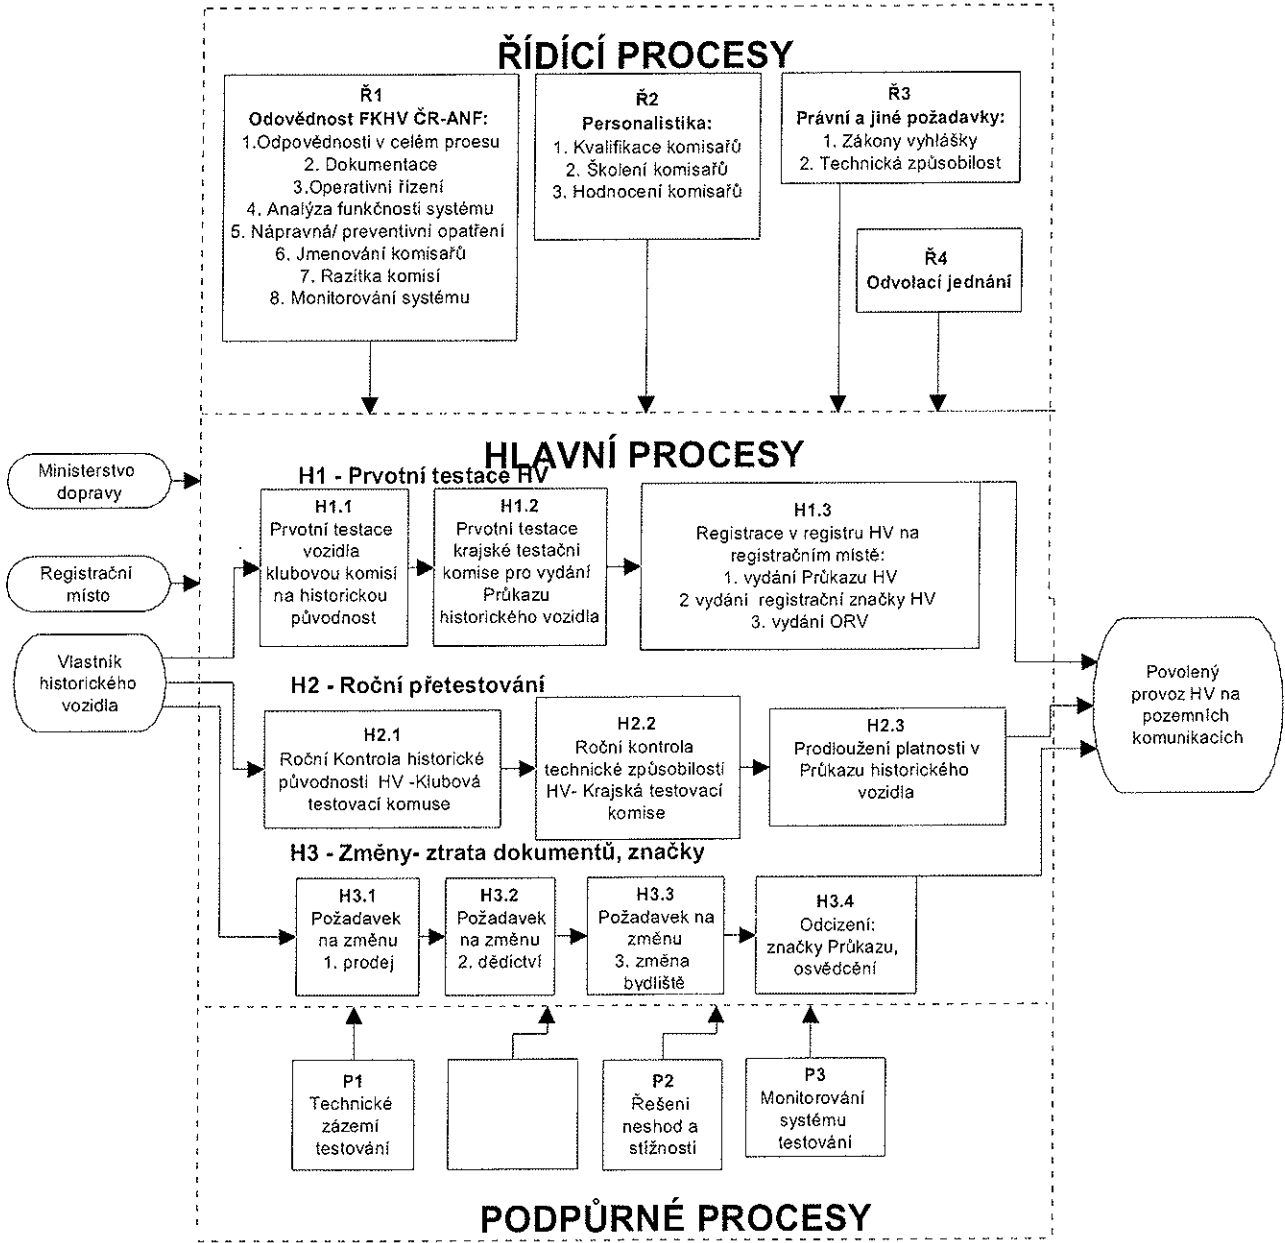 ŘÍDÍCÍ PROCESY
Ř1
Odovědnost FKHV ČR-ANF:
1.Odpovědnosti v celém proesu
2. Dokumentace
3.Operativní řízení
4. Analýza funkčnosti systému
5. Nápravná/ preventivní opatření
6. Jmenování komisařů
7. Razítka komisí
8. Monitorování systému
Ř2
Personalistika:
1. Kvalifikace komisařů
2. Školení komisařů
3. Hodnocení komisařů
Ř3
Právní a jiné požadavky:
1. Zákony vyhlášky
2. Technická způsobilost
Ř4
Odvolací jednání
HLAVNÍ PROCESY
Ministerstvo
dopravy
Registrační
místo
Vlastník
historického
vozidla
H1 - Prvotní testace HV
H1.1
Prvotní testace
vozidla
klubovou komisí
na historickou
původnost
H1.2
Prvotní testace
krajské testační
komise pro vydání
Průkazu
historického vozidla
H1.3
Registrace v registru HV na
registračním místě:
1. vydání Průkazu HV
2 vydání registrační značky HV
3. vydání ORV
H2 - Roční přetestování
H2.1
Roční Kontrola historické
původnosti HV -Klubová
testovací komuse
H2.2
Roční kontrola
technické způsobilosti
HV- Krajská testovací
komise
H2.3
Prodloužení platnosti v
Průkazu historického
vozidla
H3 - Změny- ztrata dokumentů, značky
H3.1
Požadavek
na změnu
1. prodej
H3.2
Požadavek
na změnu
2. dědictví
H3.3
Požadavek na
změnu
3. změna
bydliště
H3.4
Odcizení:
značky Průkazu,
osvědcění
Povolený
provoz HV na
pozemních
komunikacích
P1
Technické
zázemí
testování
P2
Řešení
neshod a
stížností
P3
Monitorování
systému
testování
PODPŮRNÉ PROCESY